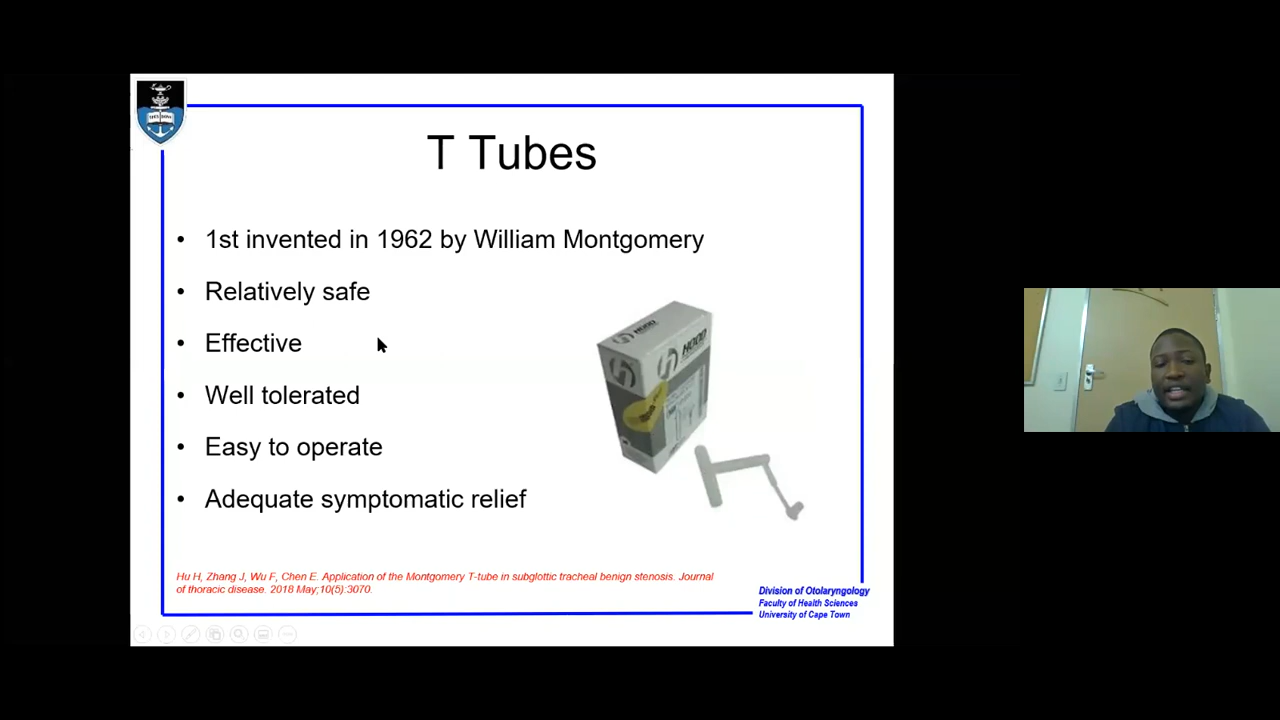 T Tubes
• 1st invented in 1962 by William Montgomery
• Relatively safe
• Effective
• Well tolerated
• Easy to operate
• Adequate symptomatic relief
HOOD
HOOD
Hu H, Zhang J, Wu F, Chen E. Application of the Montgomery T-tube in subglottic tracheal benign stenosis. Journal
of thoracic disease. 2018 May;10(5):3070.
Division of Otolaryngology
Faculty of Health Sciences
University of Cape Town